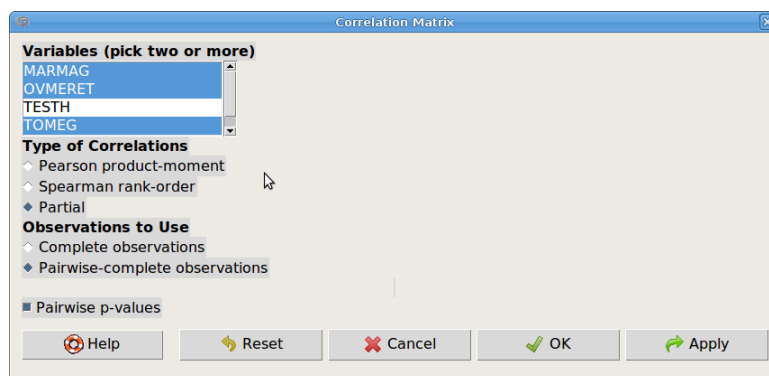 Correlation Matrix
Variables (pick two or more)
MARMAG
OVMERET
TESTH
TOMEG
Type of Correlations
Pearson product-moment
Spearman rank-order
Partial
Observations to Use
Complete observations
Pairwise-complete observations
Pairwise p-values
Help Reset Cancel OK Apply